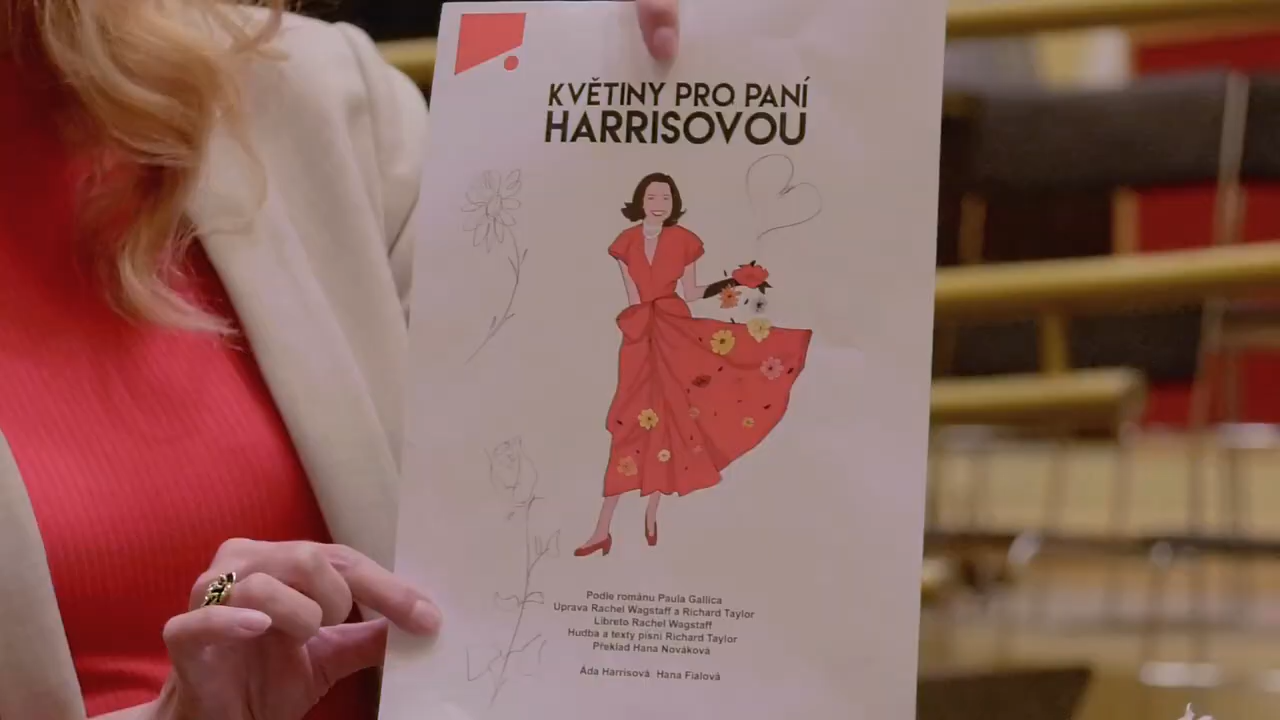 KVĚTINY PRO PANÍ
HARRISOVOU
Podle románu Paula Gallica
Úprava Rachel Wagstaff a Richard Taylor
Libreto Rachel Wagstaff
Hudba a texty písní Richard Taylor
Překlad Hana Nováková
Áda Harrisová Hana Fialová